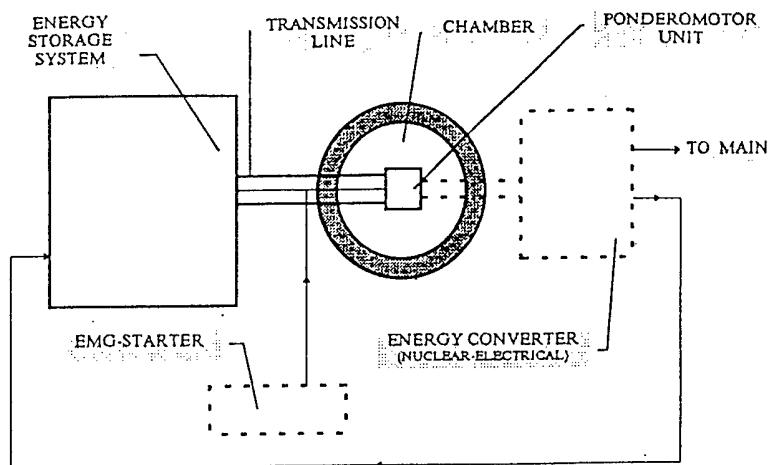 ENERGY
STORAGE
SYSTEM
TRANSMISSION
LINE
CHAMBER
PONDEROMOTOR
UNIT
TO MAIN
EMG-STARTER
ENERGY CONVERTER
(NUCLEAR-ELECTRICAL)